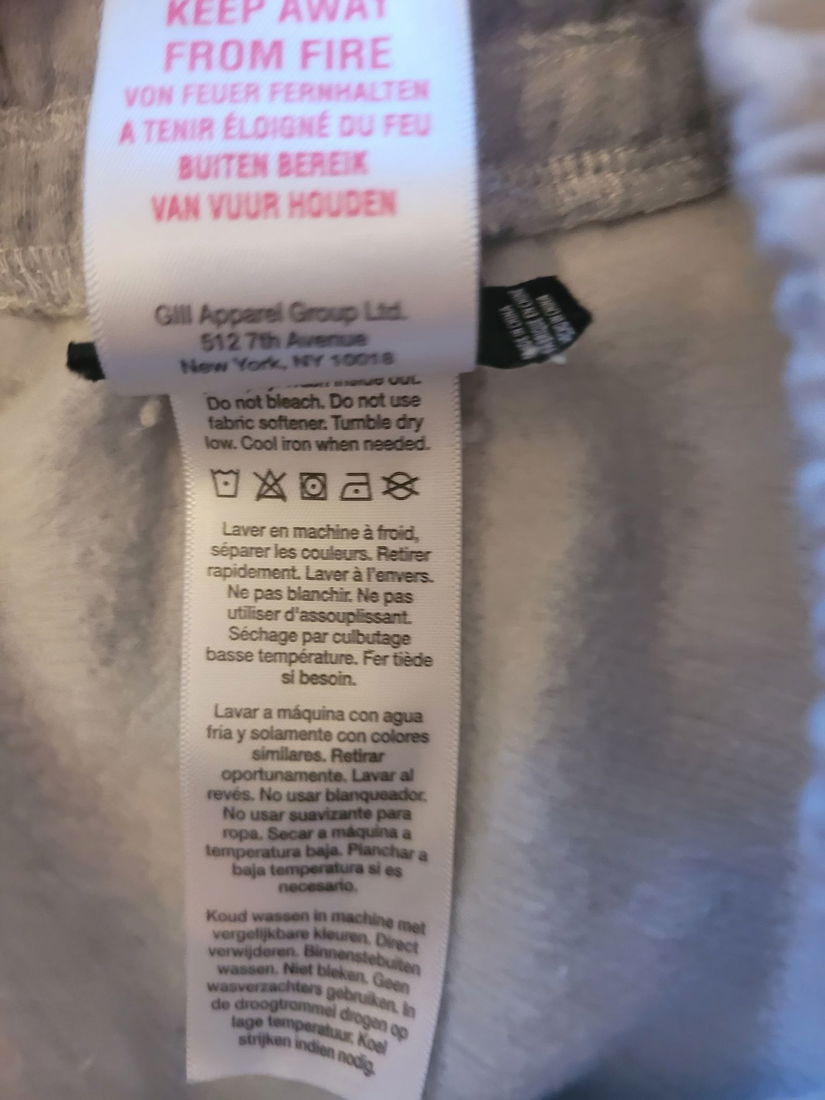 KEEP AWAY
FROM FIRE
VON FEUER FERNHALTEN
A TENIR ÉLOIGNÉ DU FEU
BUITEN BEREIK
VAN VUUR HOUDEN
Gill Apparel Group Ltd.
512 7th Avenue
New York, NY 10018
inside out.
Do not bleach. Do not use
fabric softener. Tumble dry
low. Cool iron when needed.
Laver en machine à froid,
séparer les couleurs. Retirer
rapidement. Laver à l'envers.
Ne pas blanchir. Ne pas
utiliser d'assouplissant.
Séchage par culbutage
basse température. Fer tiède
si besoin.
Lavar a máquina con agua
fría y solamente con colores
similares. Retirar
oportunamente. Lavar al
revés. No usar blanqueador.
No usar suavizante para
ropa. Secar a máquina a
temperatura baja. Planchar a
baja temperatura si es
necesario.
Koud wassen in machine met
vergelijkbare kleuren. Direct
verwijderen. Binnenstebuiten
wassen. Niet bleken. Geen
wasverzachters gebruiken. In
de droogtrommel drogen op
lage temperatuur. Koel
strijken indien nodig.